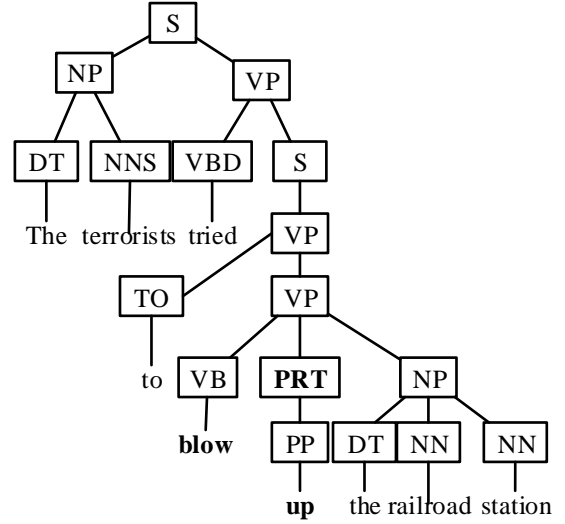 S
NP VP
DT NNS VBD S
The terrorists tried VP
TO VP
to VB PRT NP
blow PP DT NN NN
up the railroad station